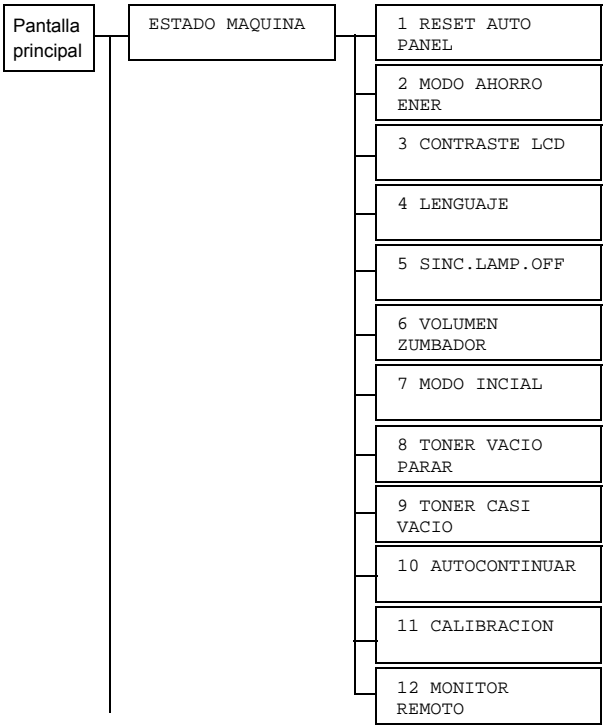 Pantalla
principal
ESTADO MAQUINA
1 RESET AUTO
PANEL
2 MODO AHORRO
ENER
3 CONTRASTE LCD
4 LENGUAJE
5 SINC.LAMP.OFF
6 VOLUMEN
ZUMBADOR
7 MODO INCIAL
8 TONER VACIO
PARAR
9 TONER CASI
VACIO
10 AUTOCONTINUAR
11 CALIBRACION
12 MONITOR
REMOTO